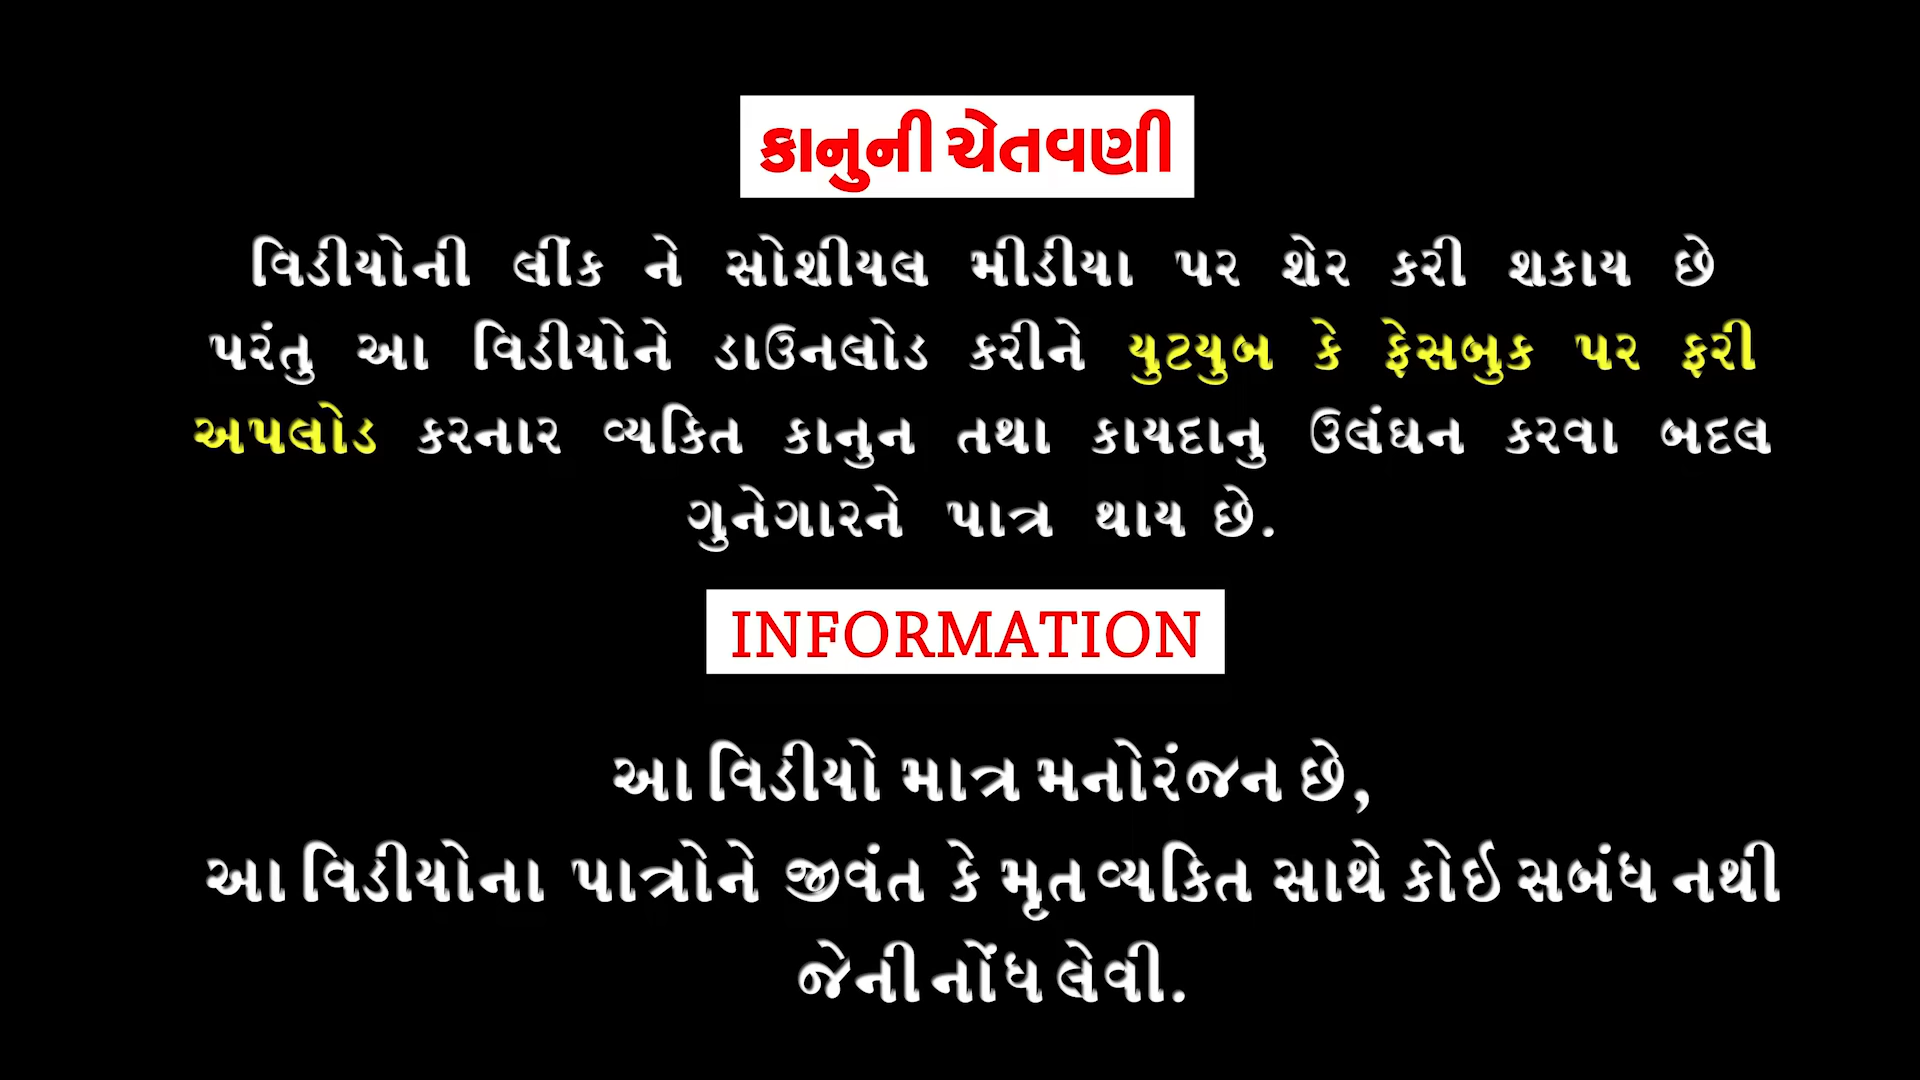 કાનુની ચેતવણી
વિડીયોની લીંક ને સોશીયલ મીડીયા પર શેર કરી શકાય છે
પરંતુ આ વિડીયોને ડાઉનલોડ કરીને યુટયુબ કે ફેસબુક પર ફરી
અપલોડ કરનાર વ્યકિત કાનુન તથા કાયદાનુ ઉલંઘન કરવા બદલ
ગુનેગારને પાત્ર થાય છે.
INFORMATION
આ વિડીયો માત્ર મનોરંજન છે,
આ વિડીયોના પાત્રોને જીવંત કે મૃત વ્યકિત સાથે કોઇ સબંધ નથી
જેની નોંધ લેવી.